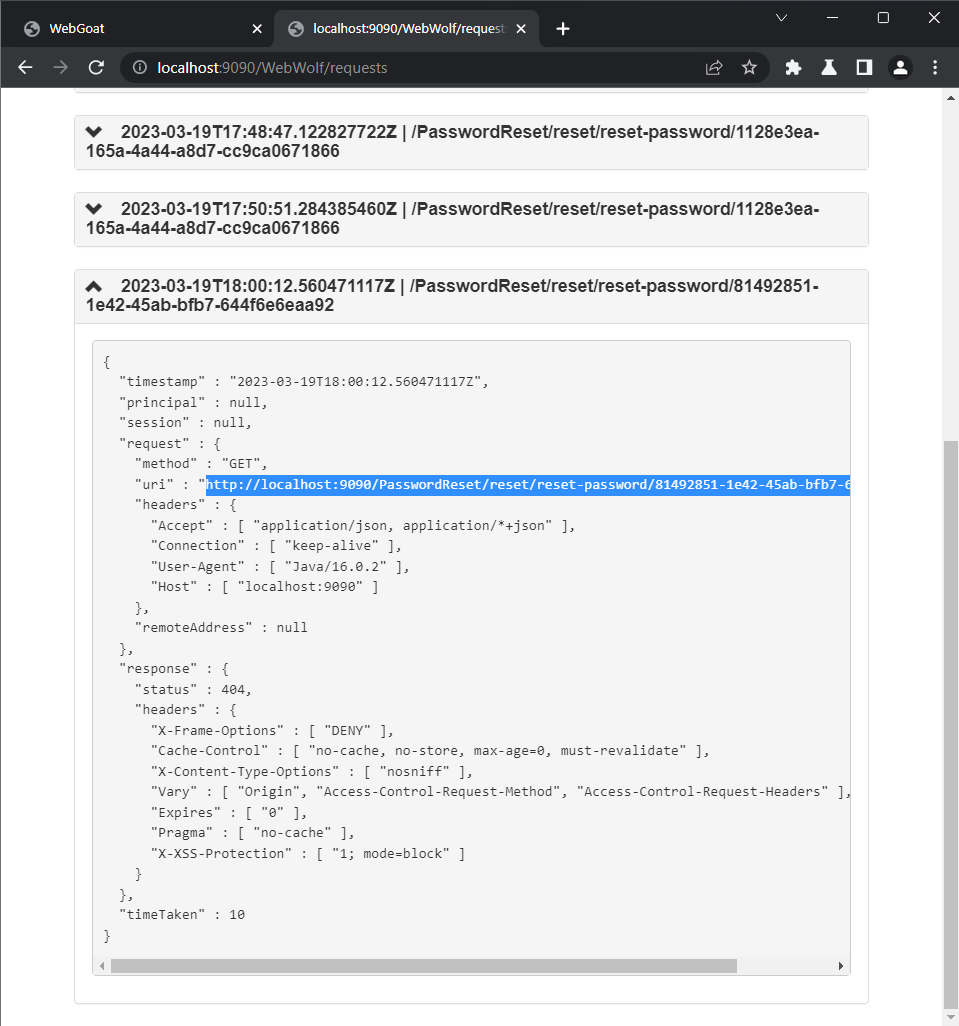 WebGoat
localhost:9090/WebWolf/request
localhost:9090/WebWolf/requests
2023-03-19T17:48:47.122827722Z | /PasswordReset/reset/reset-password/1128e3ea-
165a-4a44-a8d7-cc9ca0671866
2023-03-19T17:50:51.284385460Z | /PasswordReset/reset/reset-password/1128e3ea-
165a-4a44-a8d7-cc9ca0671866
2023-03-19T18:00:12.560471117Z | /PasswordReset/reset/reset-password/81492851-
1e42-45ab-bfb7-644f6e6eaa92
{
  "timestamp" : "2023-03-19T18:00:12.560471117Z",
  "principal" : null,
  "session" : null,
  "request" : {
    "method" : "GET",
    "uri" : "http://localhost:9090/PasswordReset/reset/reset-password/81492851-1e42-45ab-bfb7-6
    "headers" : {
      "Accept" : [ "application/json, application/*+json" ],
      "Connection" : [ "keep-alive" ],
      "User-Agent" : [ "Java/16.0.2" ],
      "Host" : [ "localhost:9090" ]
    },
    "remoteAddress" : null
  },
  "response" : {
    "status" : 404,
    "headers" : {
      "X-Frame-Options" : [ "DENY" ],
      "Cache-Control" : [ "no-cache, no-store, max-age=0, must-revalidate" ],
      "X-Content-Type-Options" : [ "nosniff" ],
      "Vary" : [ "Origin", "Access-Control-Request-Method", "Access-Control-Request-Headers" ],
      "Expires" : [ "0" ],
      "Pragma" : [ "no-cache" ],
      "X-XSS-Protection" : [ "1; mode=block" ]
    }
  },
  "timeTaken" : 10
}